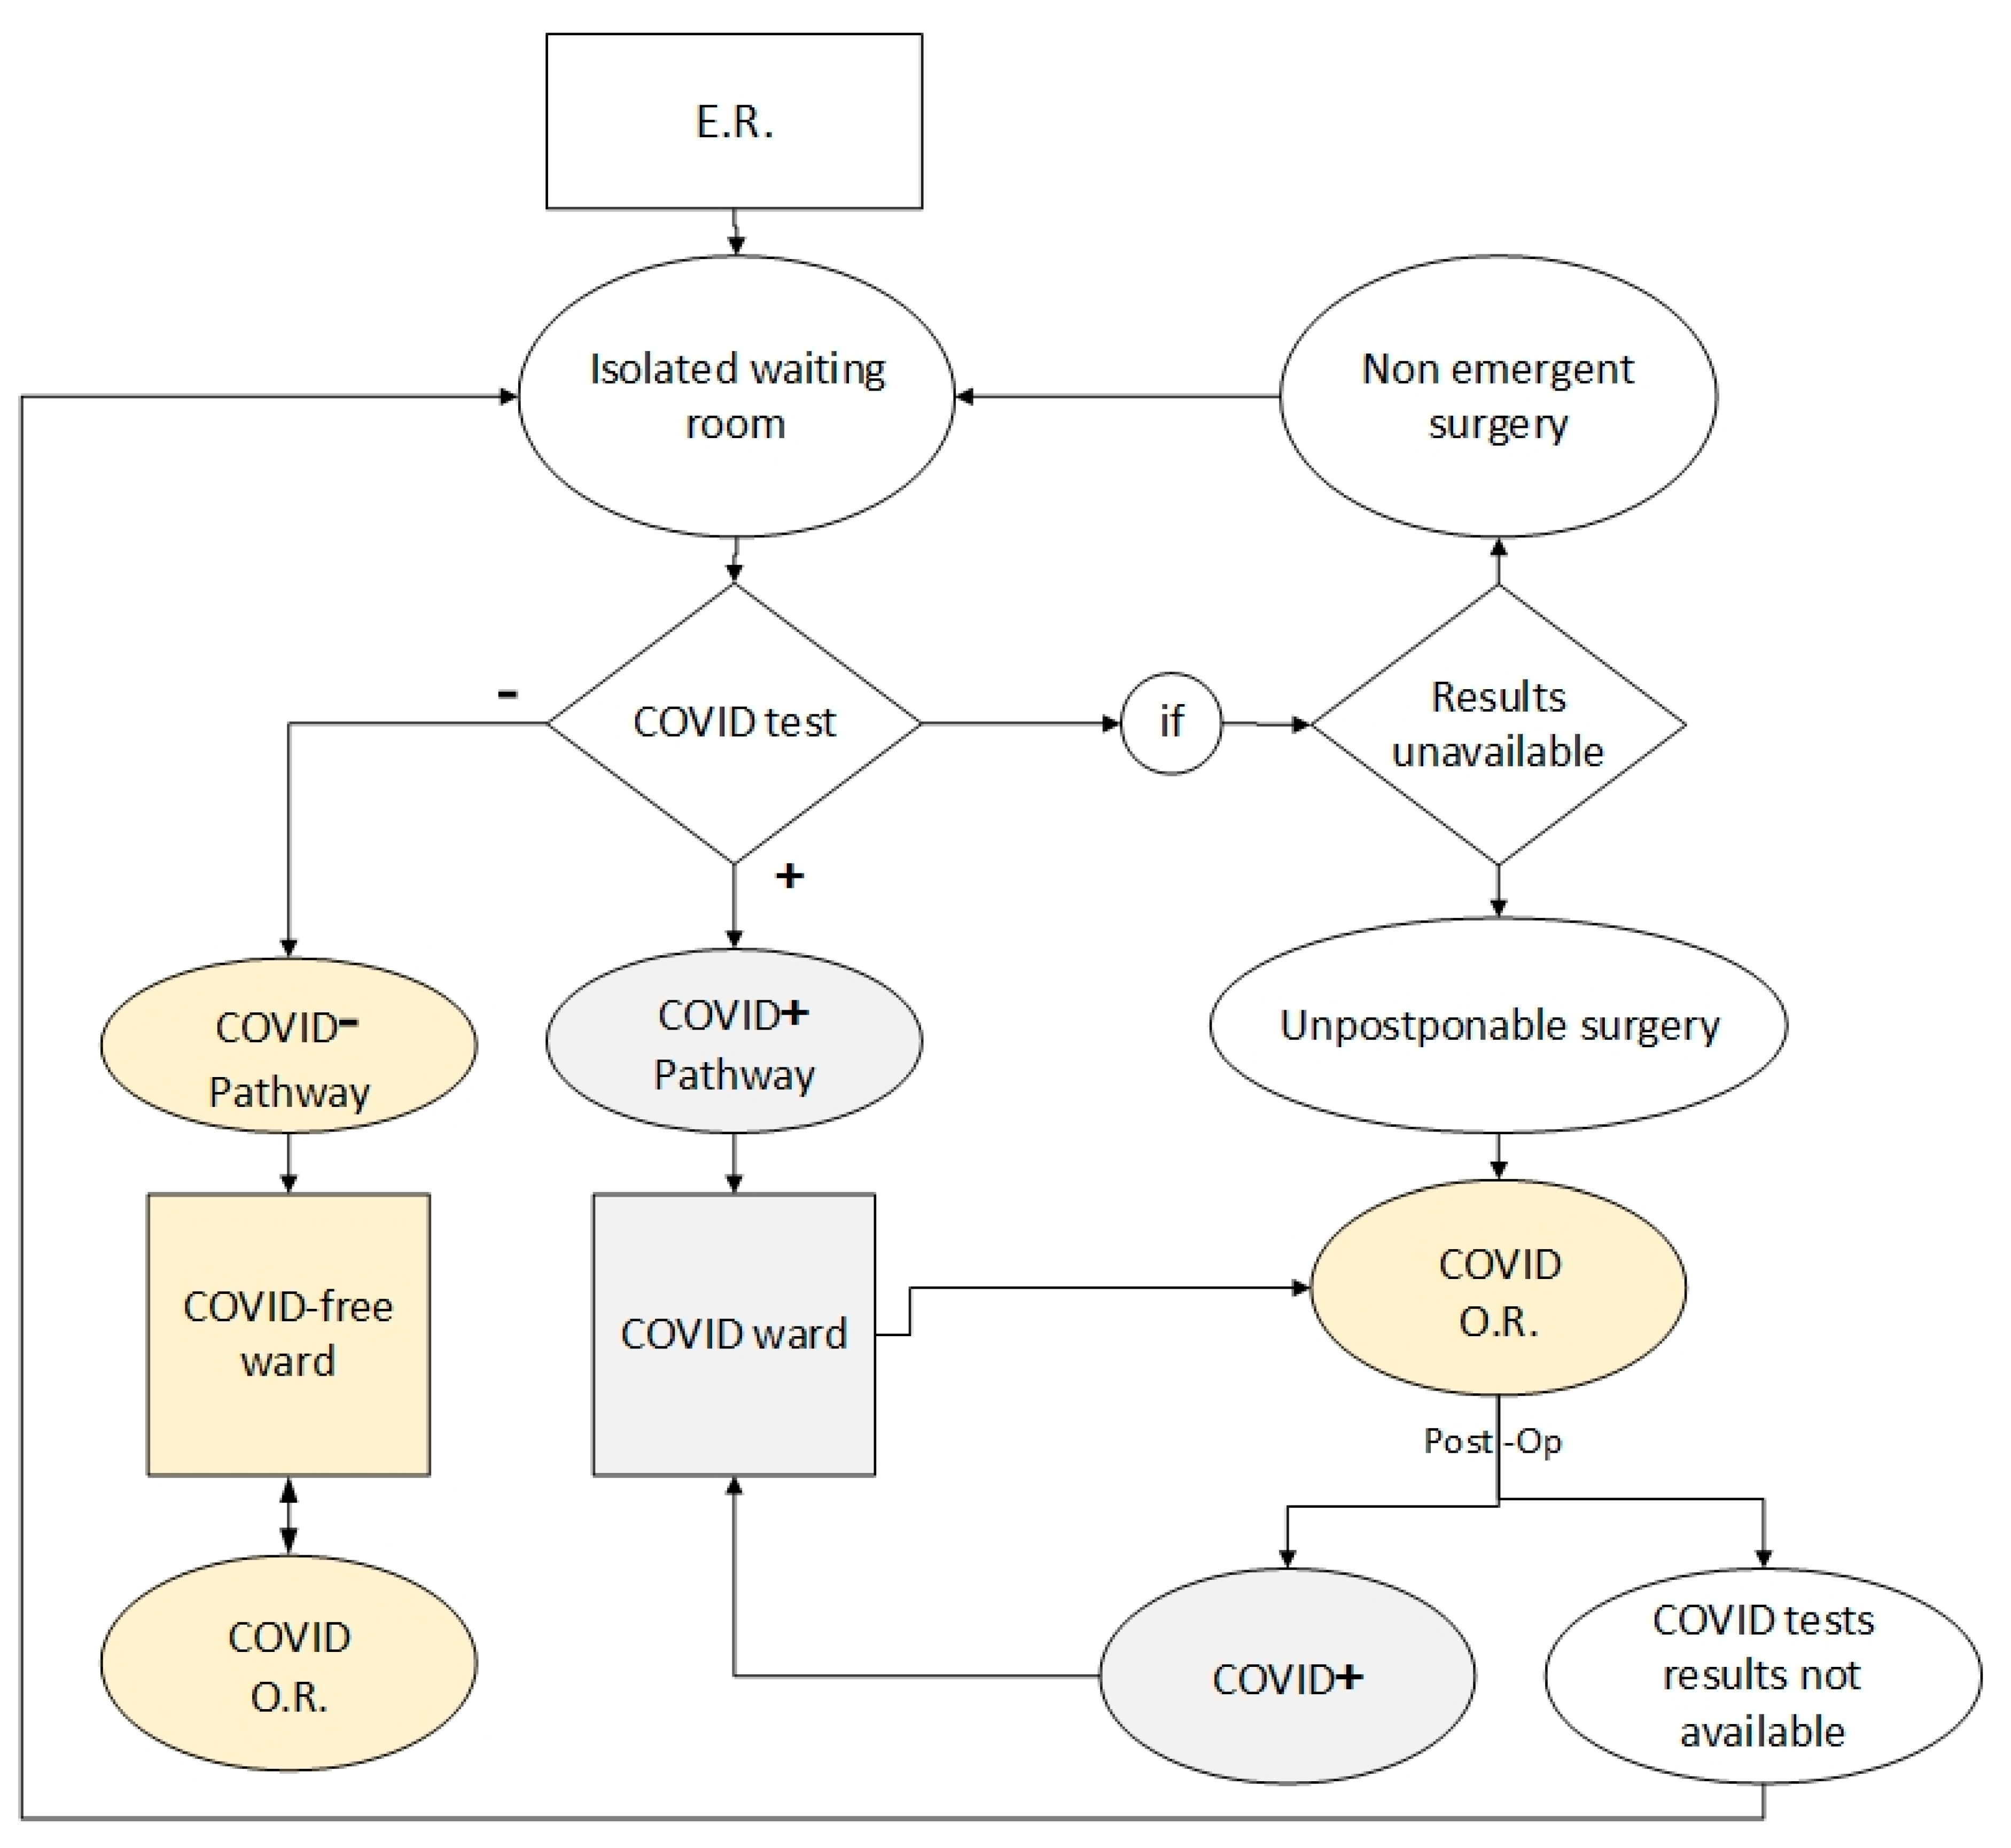 E.R.
Isolated waiting
room
Non emergent
surgery
-
COVID test
if
Results
unavailable
+
COVID-
Pathway
COVID+
Pathway
Unpostponable surgery
COVID-free
ward
COVID ward
COVID
O.R.
Post-Op
COVID
O.R.
COVID+
COVID tests
results not
available